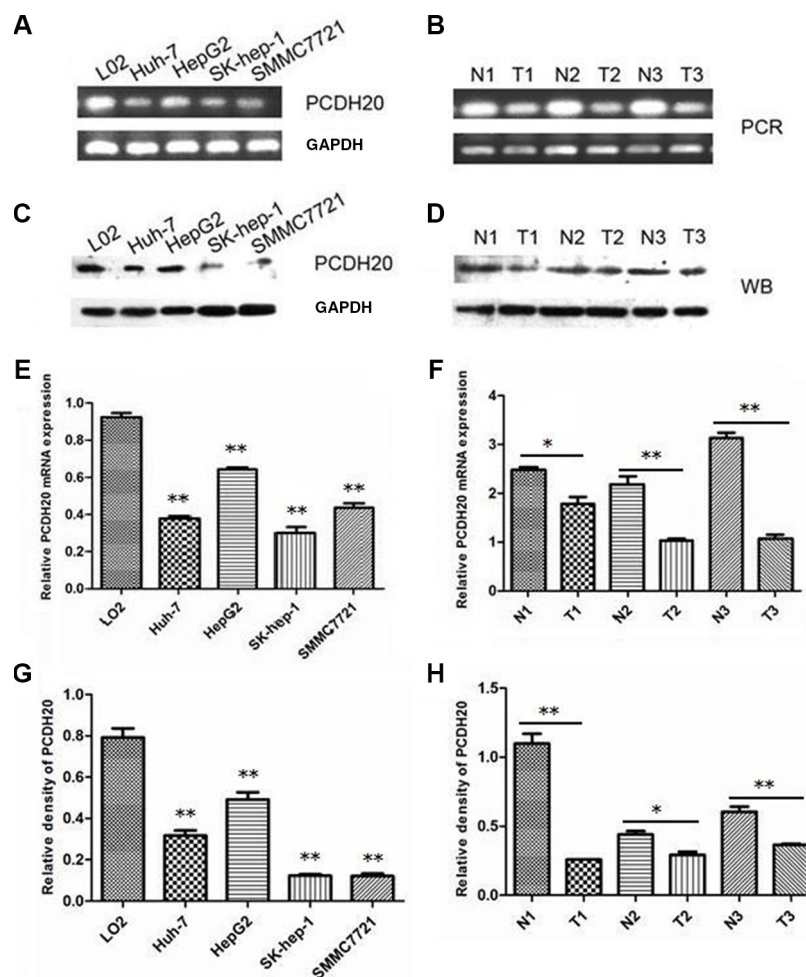 A
L02 Huh-7 HepG2 SK-hep-1 SMMC7721
PCDH20
GAPDH
B
N1 T1 N2 T2 N3 T3
PCR
C
L02 Huh-7 HepG2 SK-hep-1 SMMC7721
PCDH20
GAPDH
D
N1 T1 N2 T2 N3 T3
WB
E
Relative PCDH20 mRNA expression
1.0
0.8
0.6
0.4
0.2
0.0
** ** ** **
LO2 Huh-7 HepG2 SK-hep-1 SMMC7721
F
Relative PCDH20 mRNA expression
4
3
2
1
0
* ** **
N1 T1 N2 T2 N3 T3
G
Relative density of PCDH20
1.0
0.8
0.6
0.4
0.2
0.0
** ** ** **
LO2 Huh-7 HepG2 SK-hep-1 SMMC7721
H
Relative density of PCDH20
1.5
1.0
0.5
0.0
** * **
N1 T1 N2 T2 N3 T3